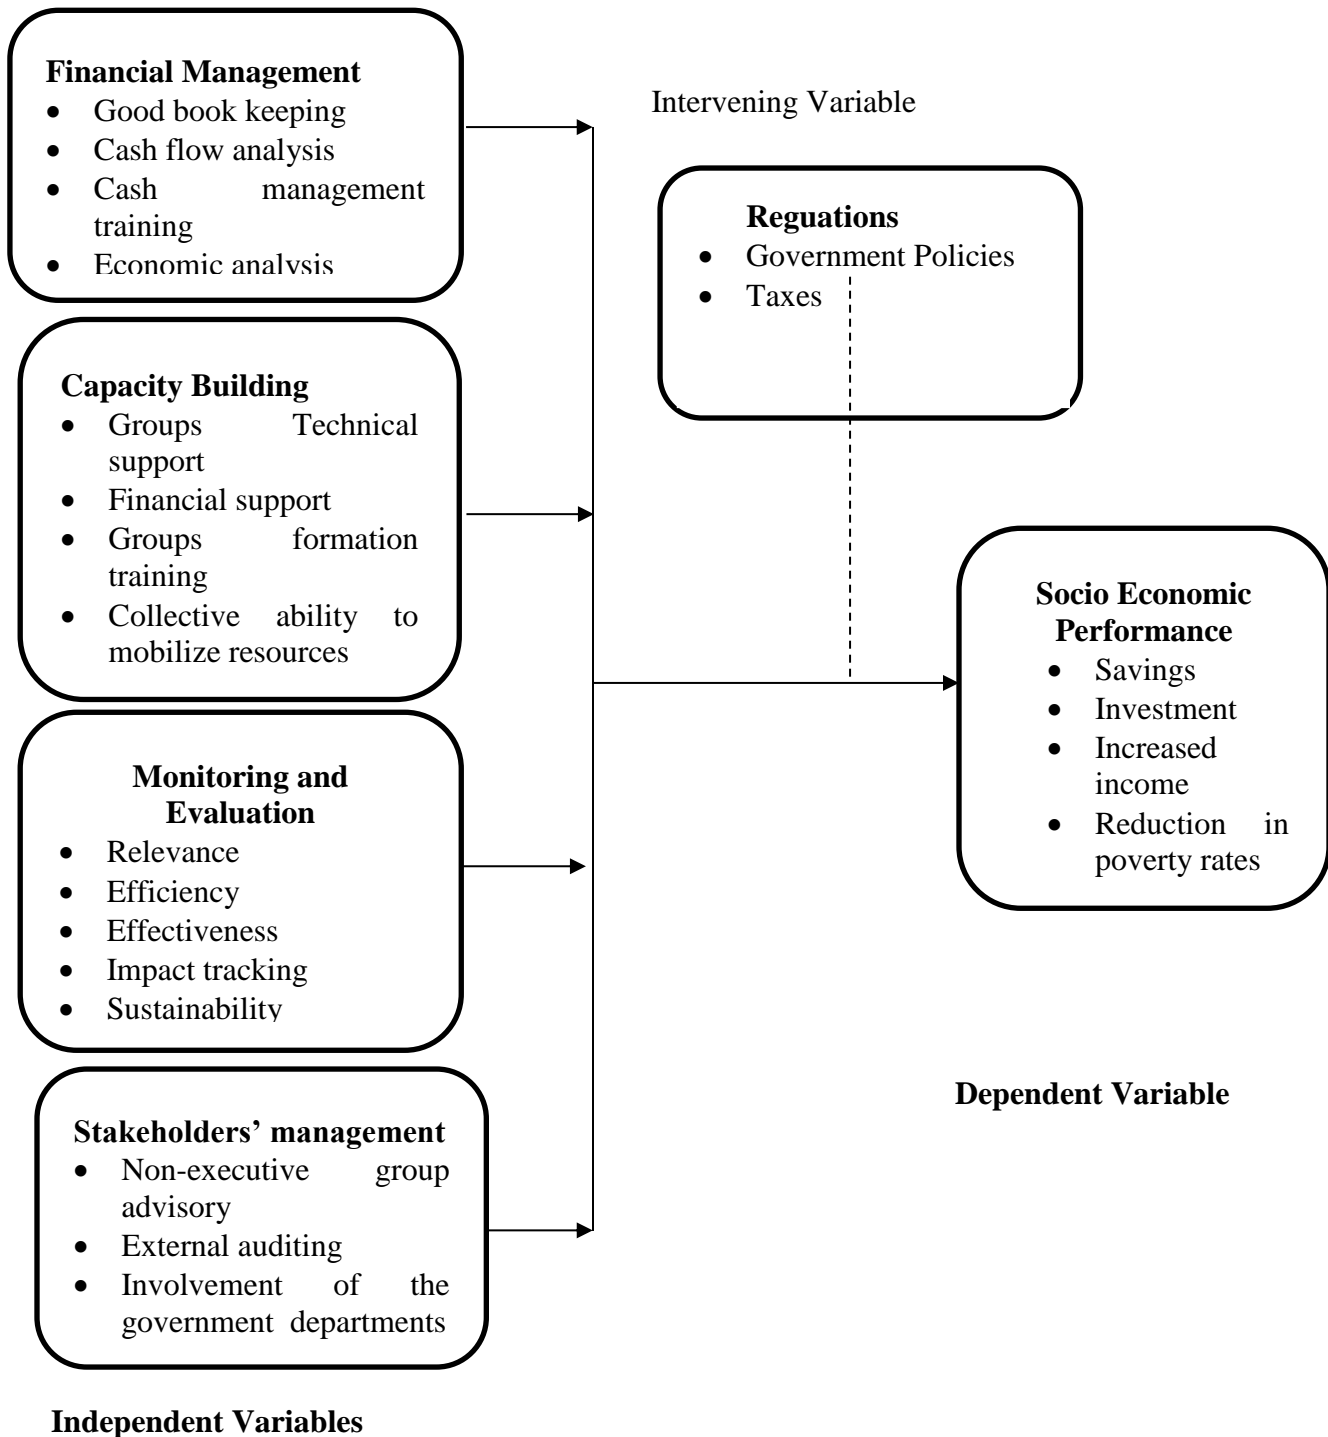 Financial Management
• Good book keeping
• Cash flow analysis
• Cash management
training
• Economic analysis
Intervening Variable
Reguations
• Government Policies
• Taxes
Capacity Building
• Groups Technical
support
• Financial support
• Groups formation
training
• Collective ability to
mobilize resources
Monitoring and
Evaluation
• Relevance
• Efficiency
• Effectiveness
• Impact tracking
• Sustainability
Stakeholders’ management
• Non-executive group
advisory
• External auditing
• Involvement of the
government departments
Independent Variables
Socio Economic
Performance
• Savings
• Investment
• Increased
income
• Reduction in
poverty rates
Dependent Variable